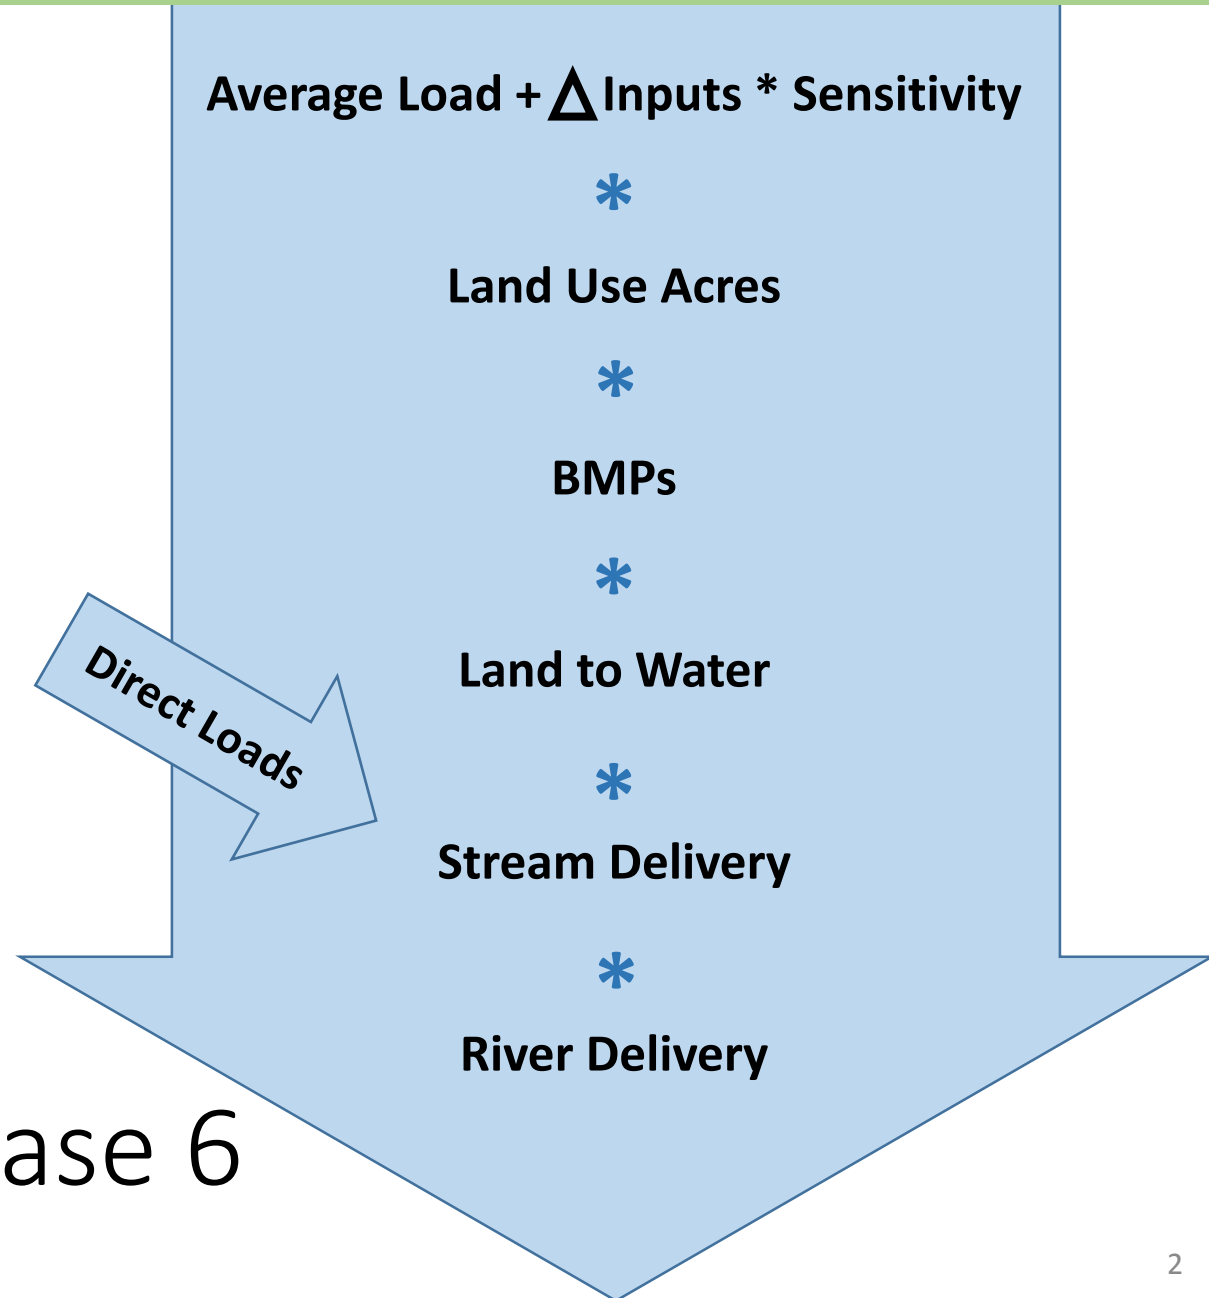 Average Load + Δ Inputs * Sensitivity
*
Land Use Acres
*
BMPs
*
Land to Water
Direct Loads
*
Stream Delivery
*
River Delivery
ase 6
2